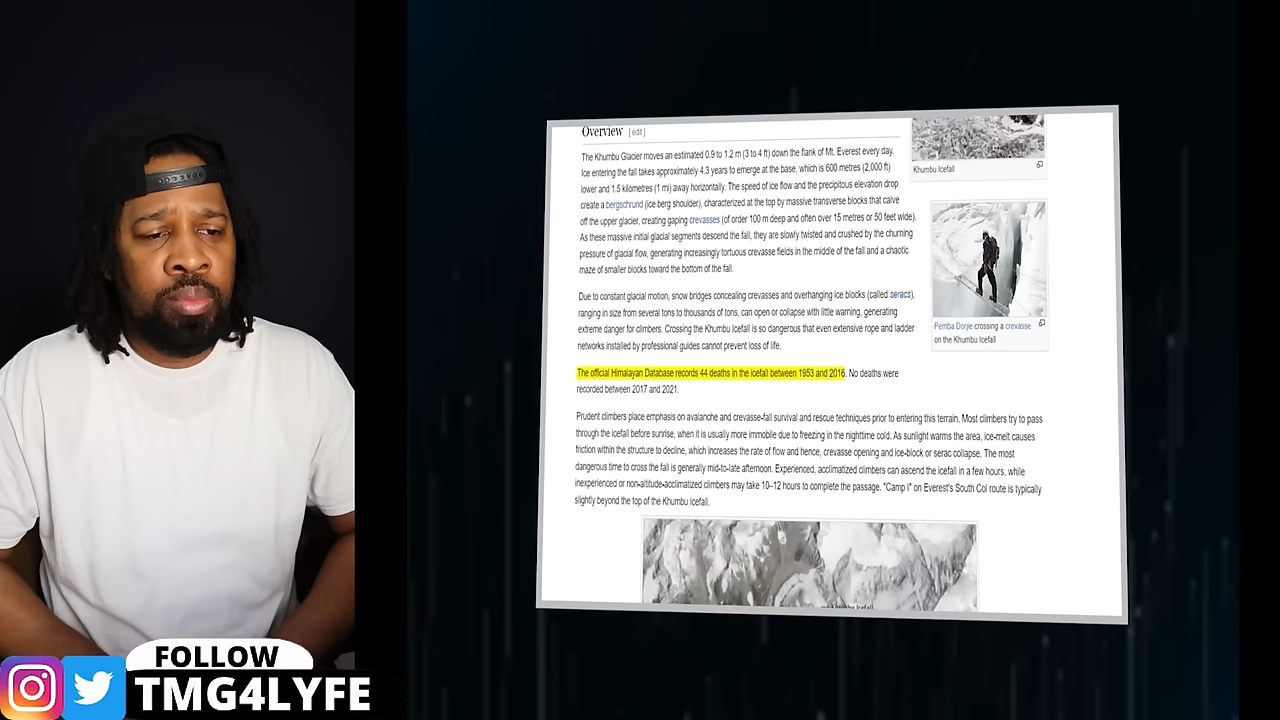 Overview [ edit ]
The Khumbu Glacier moves an estimated 0.9 to 1.2 m (3 to 4 ft) down the flank of Mt. Everest every day.
Ice entering the fall takes approximately 4.3 years to emerge at the base, which is 600 metres (2,000 ft)
lower and 1.5 kilometres (1 mi) away horizontally. The speed of ice flow and the precipitous elevation drop
create a bergschrund (ice berg shoulder), characterized at the top by massive transverse blocks that calve
off the upper glacier, creating gaping crevasses (of order 100 m deep and often over 15 metres or 50 feet wide).
As these massive initial glacial segments descend the fall, they are slowly twisted and crushed by the churning
pressure of glacial flow, generating increasingly tortuous crevasse fields in the middle of the fall and a chaotic
maze of smaller blocks toward the bottom of the fall.
Khumbu Icefall
Due to constant glacial motion, snow bridges concealing crevasses and overhanging ice blocks (called seracs),
ranging in size from several tons to thousands of tons, can open or collapse with little warning, generating
extreme danger for climbers. Crossing the Khumbu Icefall is so dangerous that even extensive rope and ladder
networks installed by professional guides cannot prevent loss of life.
Pemba Dorjie crossing a crevasse
on the Khumbu Icefall
The official Himalayan Database records 44 deaths in the icefall between 1953 and 2016. No deaths were
recorded between 2017 and 2021.
Prudent climbers place emphasis on avalanche and crevasse-fall survival and rescue techniques prior to entering this terrain. Most climbers try to pass
through the icefall before sunrise, when it is usually more immobile due to freezing in the nighttime cold. As sunlight warms the area, ice-melt causes
friction within the structure to decline, which increases the rate of flow and hence, crevasse opening and ice-block or serac collapse. The most
dangerous time to cross the fall is generally mid-to-late afternoon. Experienced, acclimatized climbers can ascend the icefall in a few hours, while
inexperienced or non-altitude-acclimatized climbers may take 10–12 hours to complete the passage. "Camp I" on Everest's South Col route is typically
slightly beyond the top of the Khumbu Icefall.
FOLLOW
TMG4LYFE